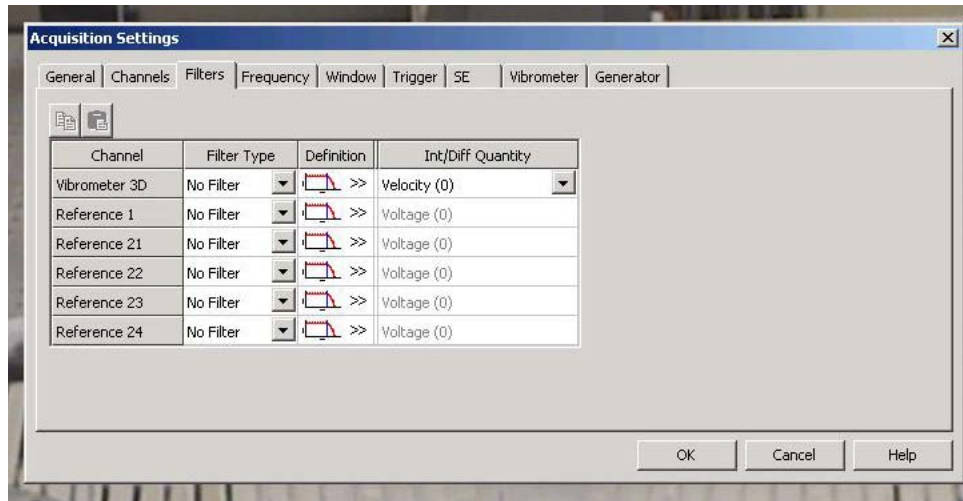 Acquisition Settings
General Channels Filters Frequency Window Trigger SE Vibrometer Generator
Channel Filter Type Definition Int/Diff Quantity
Vibrometer 3D No Filter >> Velocity (0)
Reference 1 No Filter >> Voltage (0)
Reference 21 No Filter >> Voltage (0)
Reference 22 No Filter >> Voltage (0)
Reference 23 No Filter >> Voltage (0)
Reference 24 No Filter >> Voltage (0)
OK Cancel Help